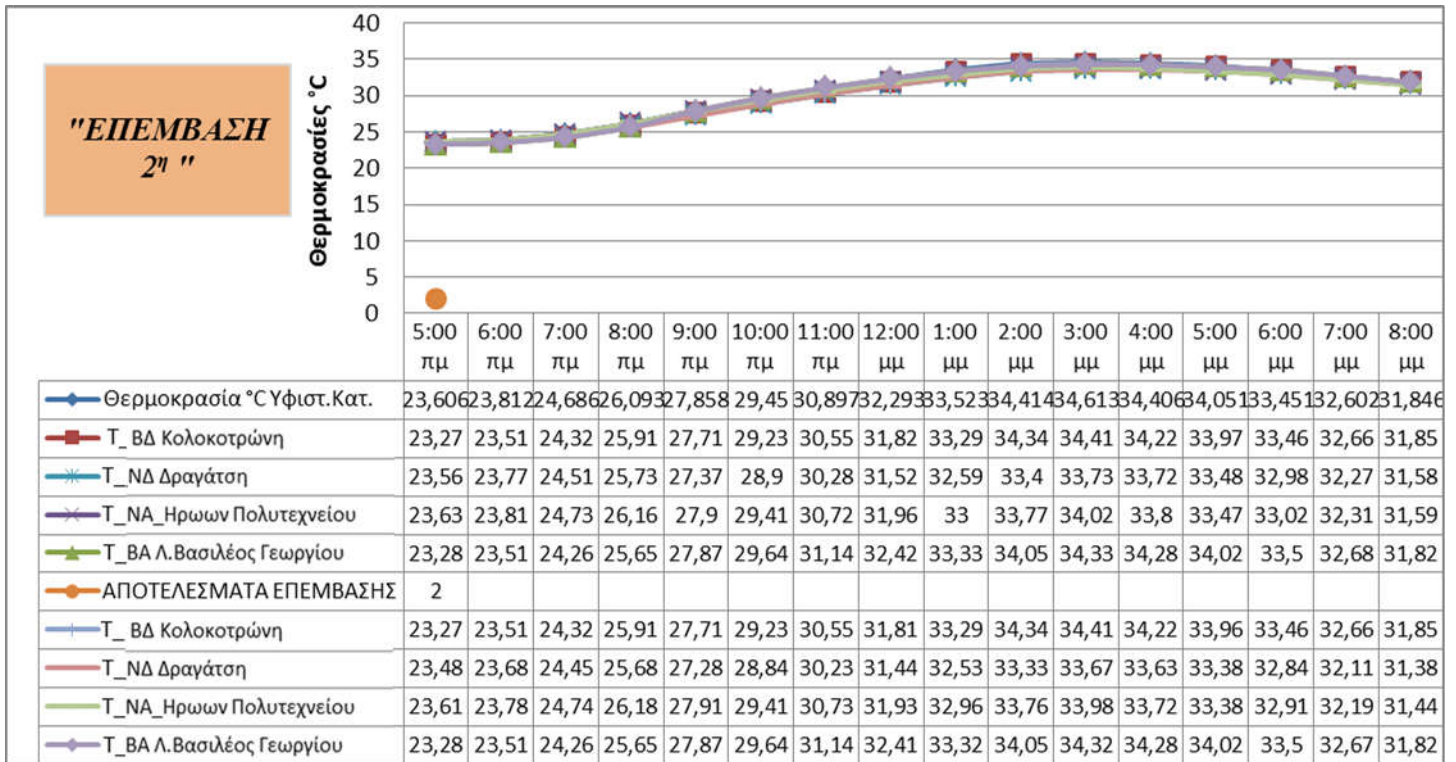 "ΕΠΕΜΒΑΣΗ
2η "
Θερμοκρασίες °C
40
35
30
25
20
15
10
5
0
5:00 πμ 6:00 πμ 7:00 πμ 8:00 πμ 9:00 πμ 10:00 πμ 11:00 πμ 12:00 μμ 1:00 μμ 2:00 μμ 3:00 μμ 4:00 μμ 5:00 μμ 6:00 μμ 7:00 μμ 8:00 μμ
Θερμοκρασία °C Υφιστ.Κατ. 23,606 23,812 24,686 26,093 27,858 29,45 30,897 32,293 33,523 34,414 34,613 34,406 34,051 33,451 32,602 31,846
Τ_ ΒΔ Κολοκοτρώνη 23,27 23,51 24,32 25,91 27,71 29,23 30,55 31,82 33,29 34,34 34,41 34,22 33,97 33,46 32,66 31,85
Τ_ΝΔ Δραγάτση 23,56 23,77 24,51 25,73 27,37 28,9 30,28 31,52 32,59 33,4 33,73 33,72 33,48 32,98 32,27 31,58
Τ_ΝΑ_Ηρωων Πολυτεχνείου 23,63 23,81 24,73 26,16 27,9 29,41 30,72 31,96 33 33,77 34,02 33,8 33,47 33,02 32,31 31,59
Τ_ΒΑ Λ.Βασιλέος Γεωργίου 23,28 23,51 24,26 25,65 27,87 29,64 31,14 32,42 33,33 34,05 34,33 34,28 34,02 33,5 32,68 31,82
ΑΠΟΤΕΛΕΣΜΑΤΑ ΕΠΕΜΒΑΣΗΣ 2
Τ_ ΒΔ Κολοκοτρώνη 23,27 23,51 24,32 25,91 27,71 29,23 30,55 31,81 33,29 34,34 34,41 34,22 33,96 33,46 32,66 31,85
Τ_ΝΔ Δραγάτση 23,48 23,68 24,45 25,68 27,28 28,84 30,23 31,44 32,53 33,33 33,67 33,63 33,38 32,84 32,11 31,38
Τ_ΝΑ_Ηρωων Πολυτεχνείου 23,61 23,78 24,74 26,18 27,91 29,41 30,73 31,93 32,96 33,76 33,98 33,72 33,38 32,91 32,19 31,44
Τ_ΒΑ Λ.Βασιλέος Γεωργίου 23,28 23,51 24,26 25,65 27,87 29,64 31,14 32,41 33,32 34,05 34,32 34,28 34,02 33,5 32,67 31,82